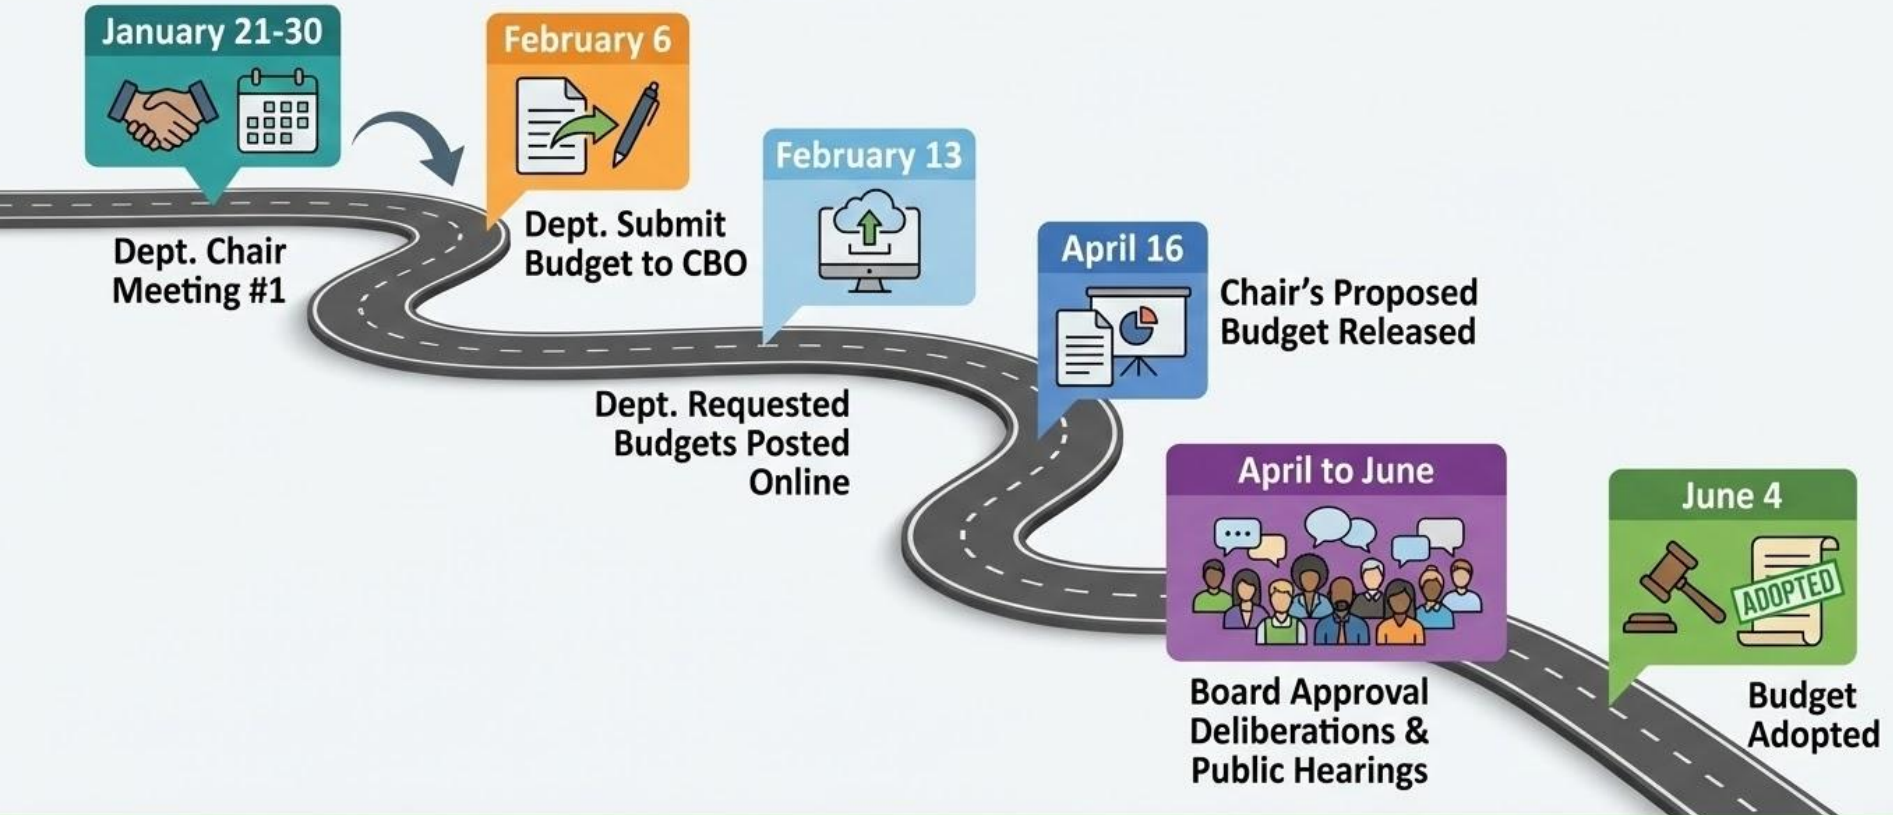 January 21-30
Dept. Chair
Meeting #1
February 6
Dept. Submit
Budget to CBO
February 13
Dept. Requested
Budgets Posted
Online
April 16
Chair’s Proposed
Budget Released
April to June
Board Approval
Deliberations &
Public Hearings
June 4
ADOPTED
Budget
Adopted